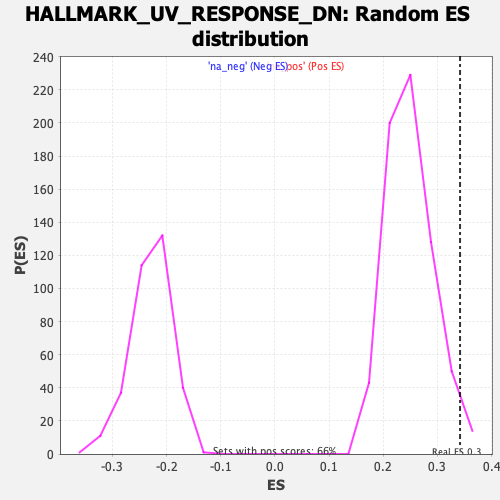 HALLMARK_UV_RESPONSE_DN: Random ES
distribution
'na_neg' (Neg ES)
pos' (Pos ES)
240
220
200
180
160
140
120
100
80
60
40
20
0
P(ES)
Sets with pos scores: 66%
Real ES 0.3
-0.3 -0.2 -0.1 0.0 0.1 0.2 0.3 0.4
ES